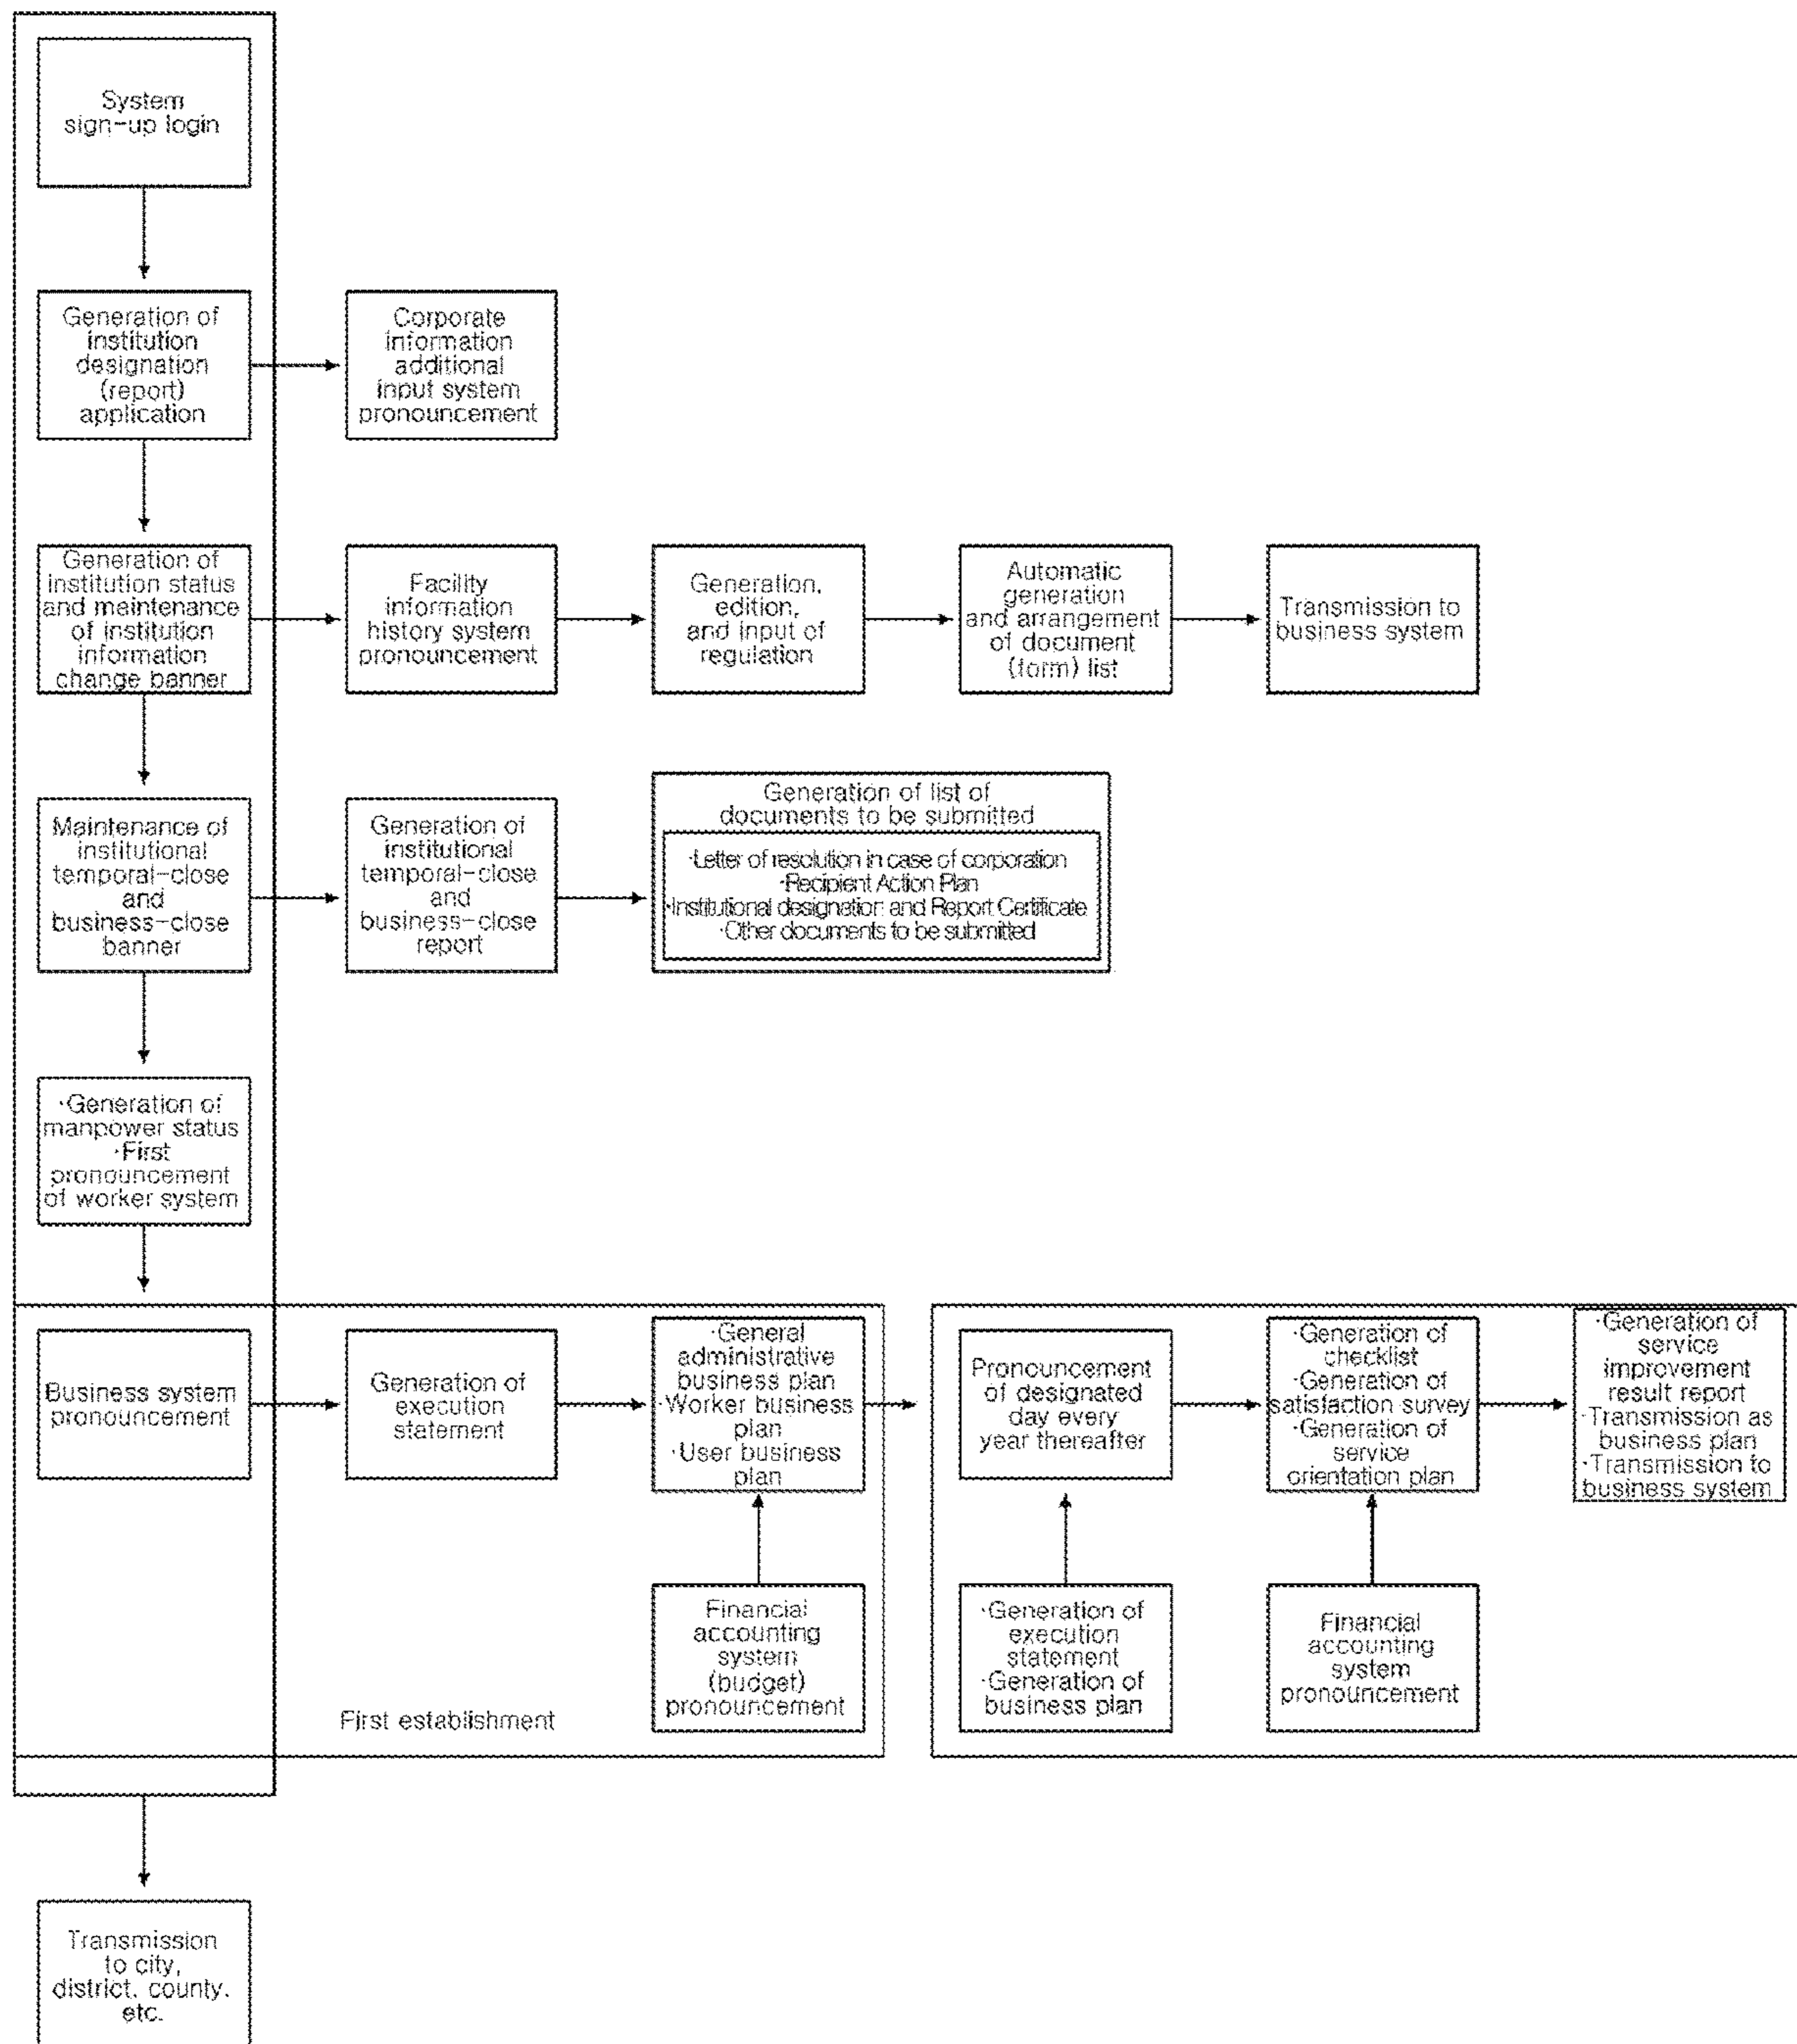 System
sign-up login
Generation of
institution
designation
(report)
application
Corporate
information
additional
input system
pronouncement
Generation of
institution status
and maintenance
of institution
information
change banner
Facility
information
history system
pronouncement
Generation,
edition,
and input of
regulation
Automatic
generation
and arrangement
of document
(form) list
Transmission to
business system
Maintenance of
institutional
temporal-close
and
business-close
banner
Generation of
institutional
temporal-close
and
business-close
report
Generation of list of
documents to be submitted
·Letter of resolution in case of corporation
·Recipient Action Plan
·Institutional designation and Report Certificate
·Other documents to be submitted
·Generation of
manpower status
·First
pronouncement
of worker system
Business system
pronouncement
Generation of
execution
statement
·General
administrative
business plan
·Worker business
plan
·User business
plan
Pronouncement
of designated
day every
year thereafter
·Generation of
checklist
·Generation of
satisfaction survey
·Generation of
service
orientation plan
·Generation of
service
improvement
result report
·Transmission as
business plan
·Transmission to
business system
First establishment
Financial
accounting
system
(budget)
pronouncement
·Generation of
execution
statement
·Generation of
business plan
Financial
accounting
system
pronouncement
Transmission
to city,
district, county,
etc.